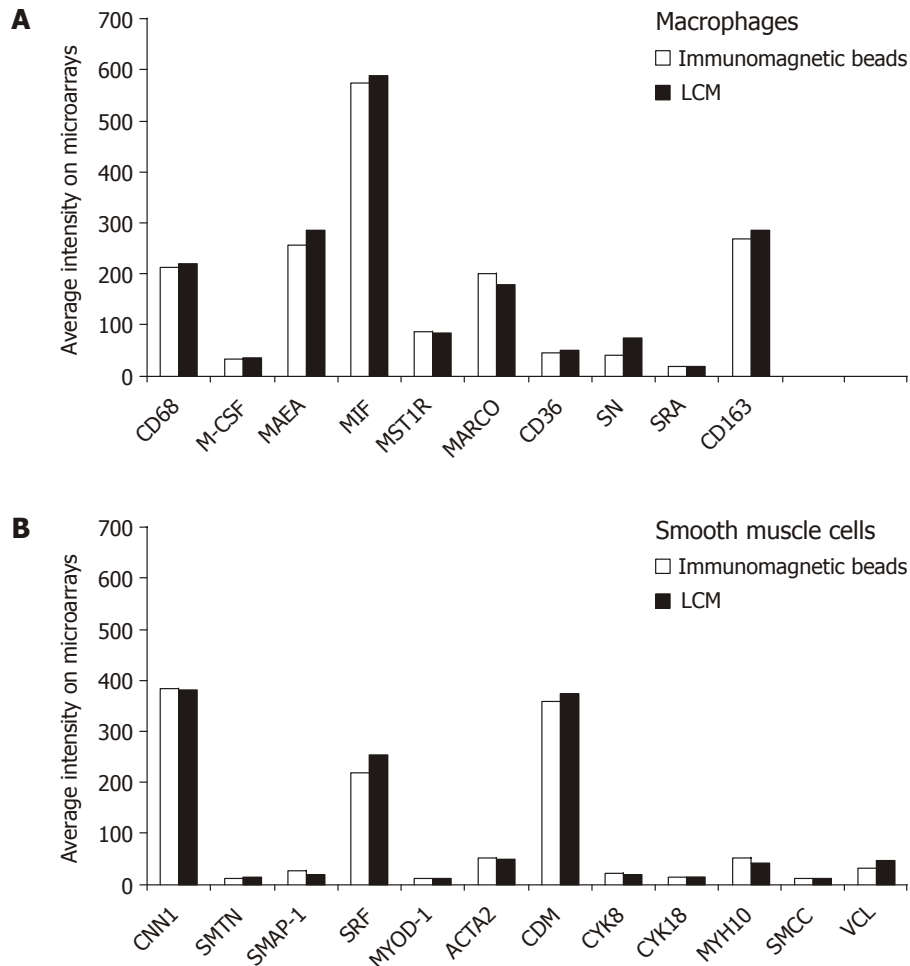 A
Macrophages
Immunomagnetic beads
LCM
Average intensity on microarrays
700
600
500
400
300
200
100
0
CD68
M-CSF
MAEA
MIF
MST1R
MARCO
CD36
SN
SRA
CD163
B
Smooth muscle cells
Immunomagnetic beads
LCM
Average intensity on microarrays
700
600
500
400
300
200
100
0
CNN1
SMTN
SMAP-1
SRF
MYOD-1
ACTA2
CDM
CYK8
CYK18
MYH10
SMCC
VCL